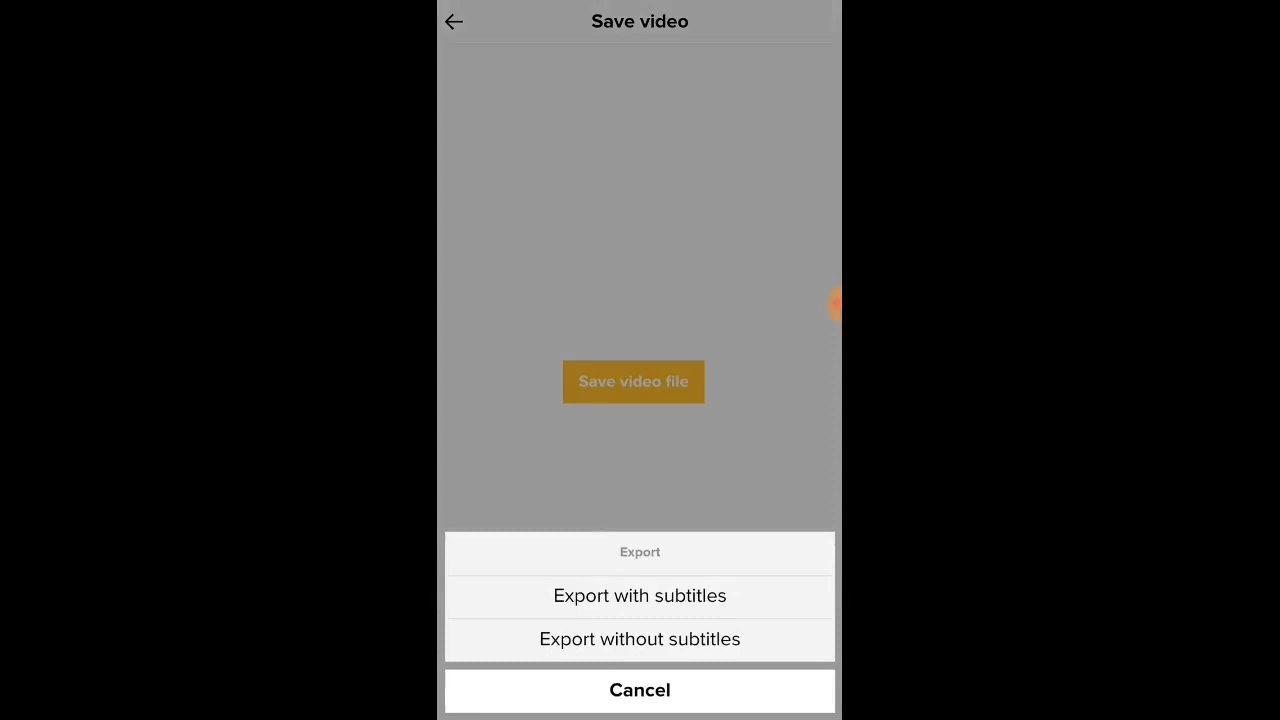 Save video
Save video file
Export
Export with subtitles
Export without subtitles
Cancel